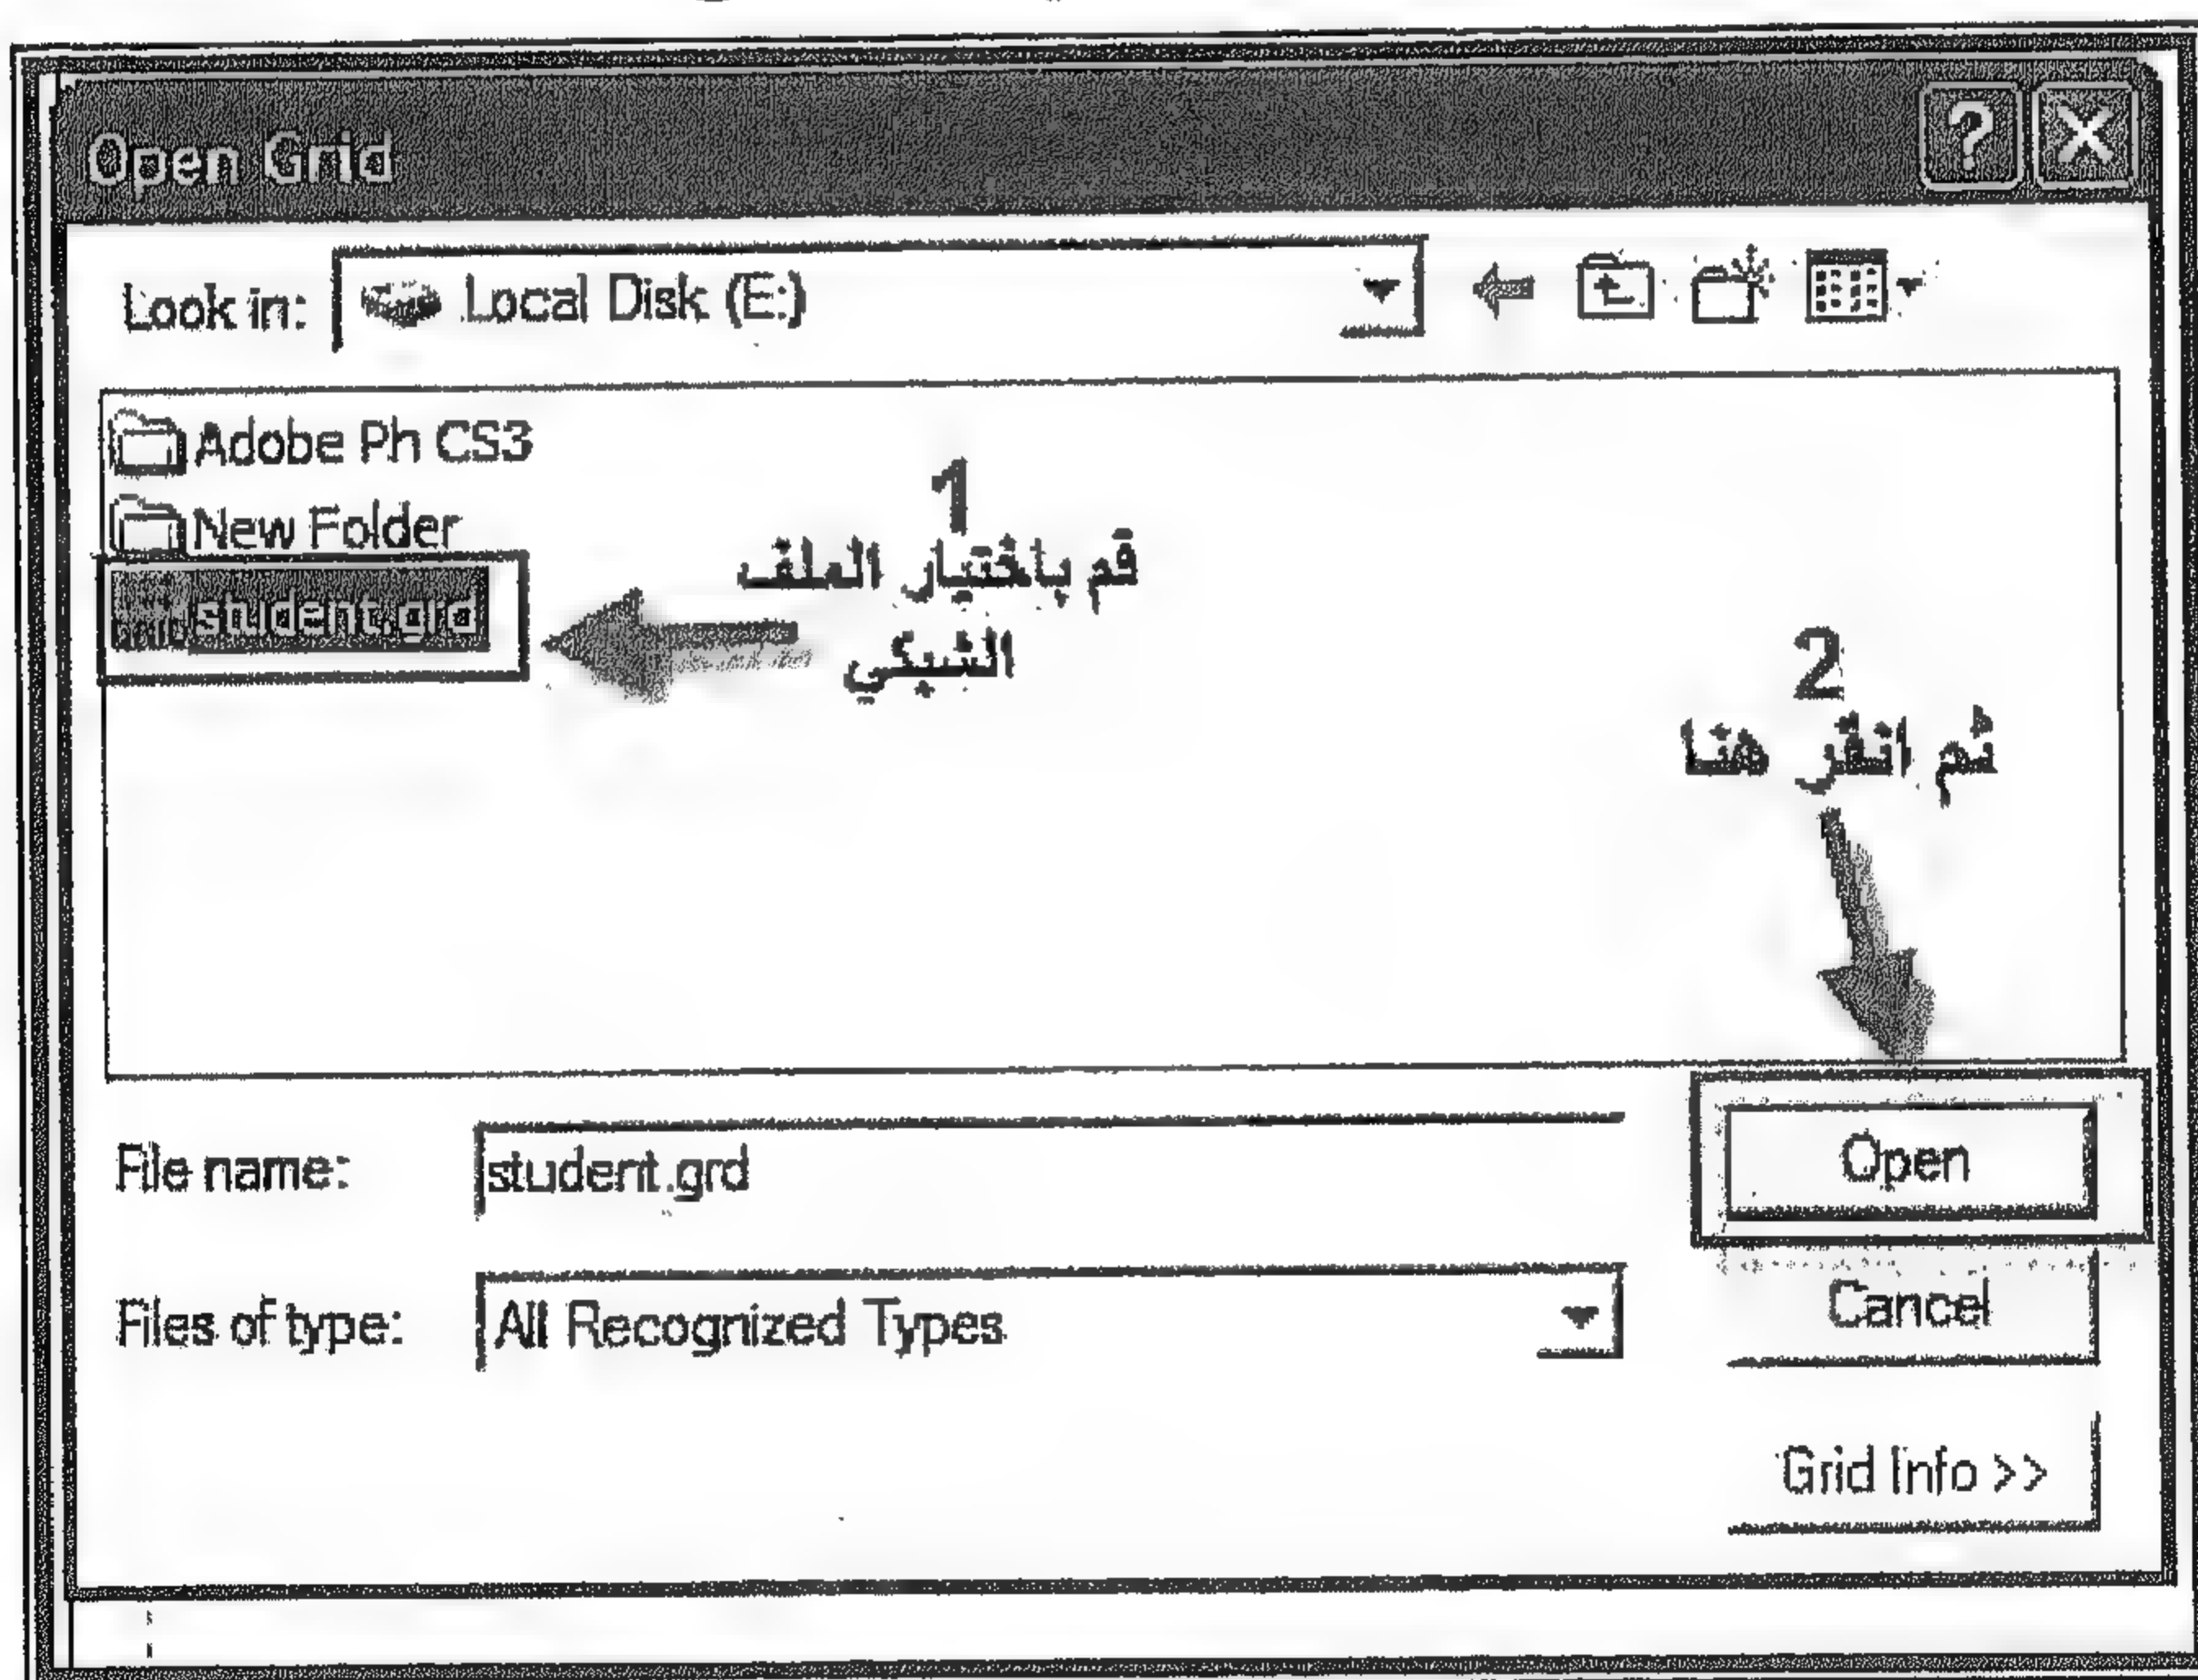 Open Grid
Look in: Local Disk (E:)
Adobe Ph CS3
New Folder
student.grd
1
قم باختيار الملف
الشبكي
2
ثم انقر هنا
File name: student.grd
Open
Files of type: All Recognized Types
Cancel
Grid Info >>